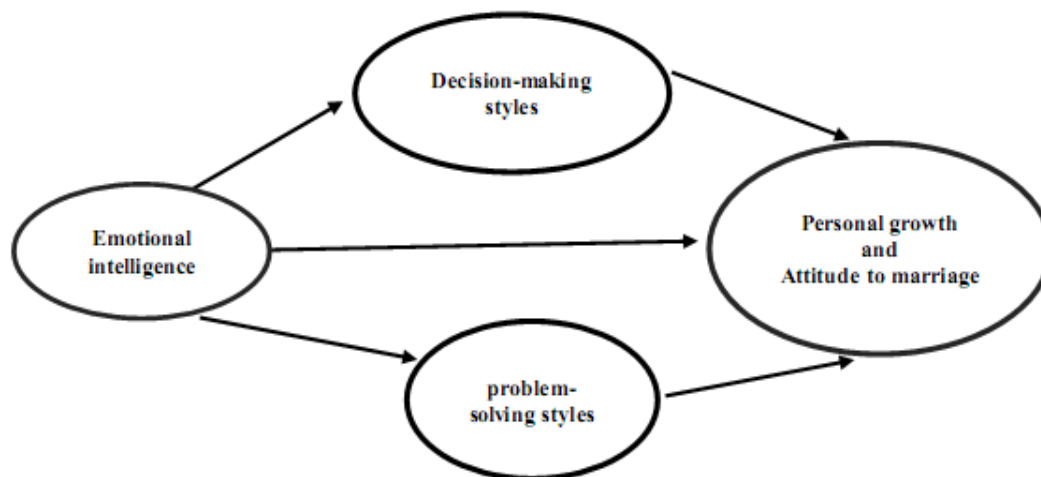 Decision-making
styles
Emotional
intelligence
Personal growth
and
Attitude to marriage
problem-
solving styles